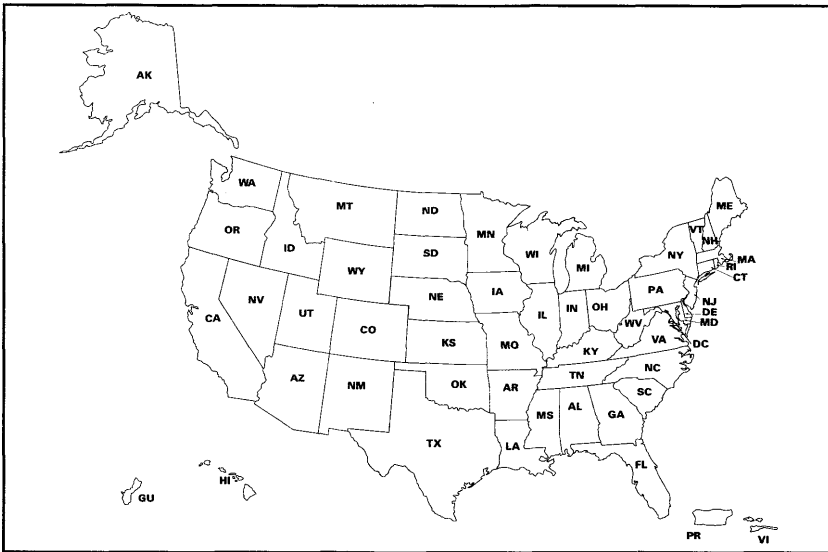 AK
WA
MT
ND
MN
ME
VT
NH
OR
ID
SD
WI
MI
NY
MA
RI
CT
WY
IA
PA
NE
NV
UT
CO
IL
IN
OH
NJ
DE
MD
CA
KS
MO
WV
VA
DC
KY
NC
AZ
NM
OK
AR
TN
SC
MS
AL
GA
TX
LA
FL
HI
GU
PR
VI